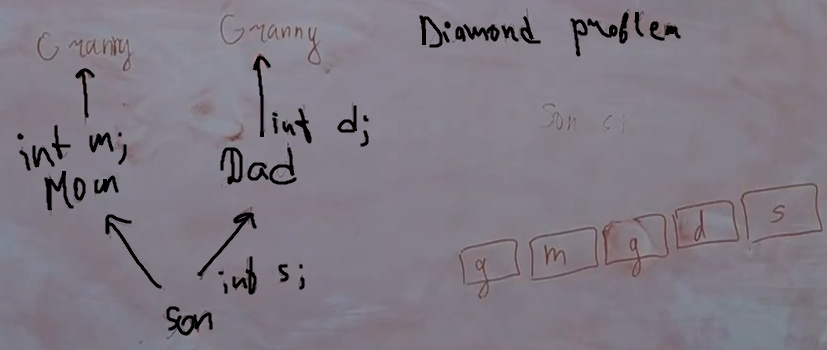 Granny
Granny
Diamond problem
int m;
Mom
int d;
Dad
Son s;
int s;
Son
g m g d s